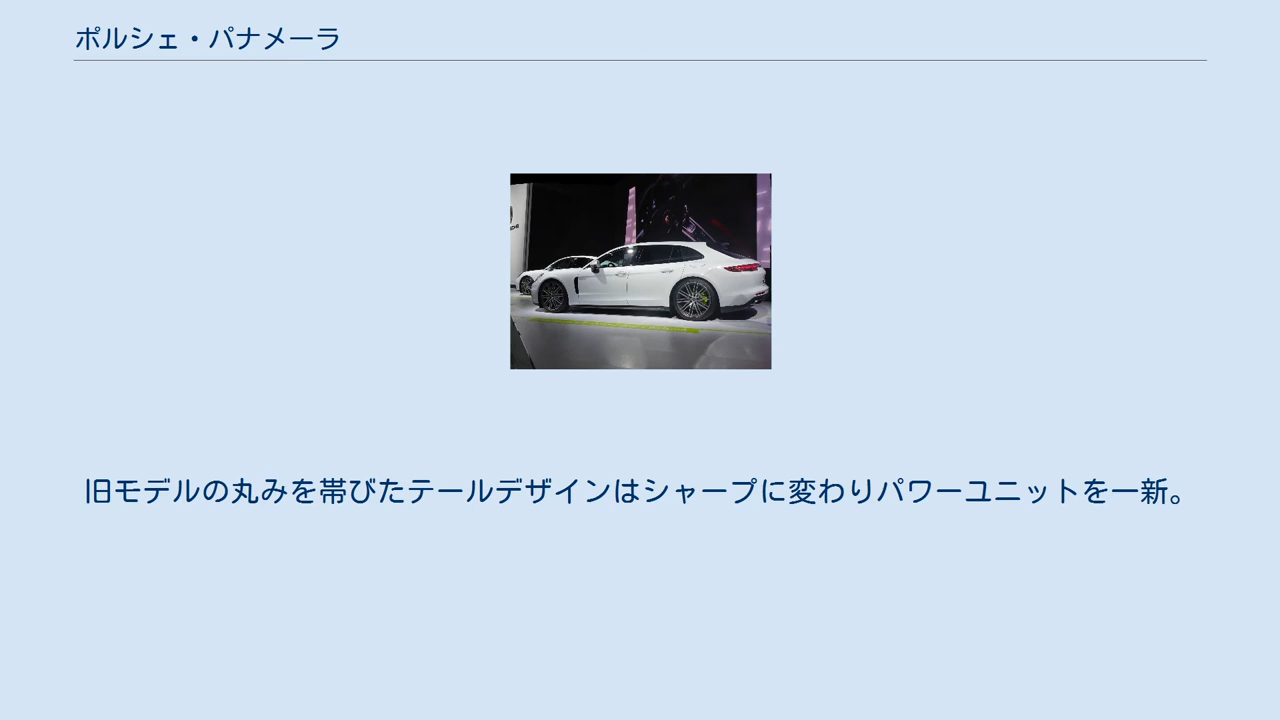 ポルシェ・パナメーラ
旧モデルの丸みを帯びたテールデザインはシャープに変わりパワーユニットを一新。